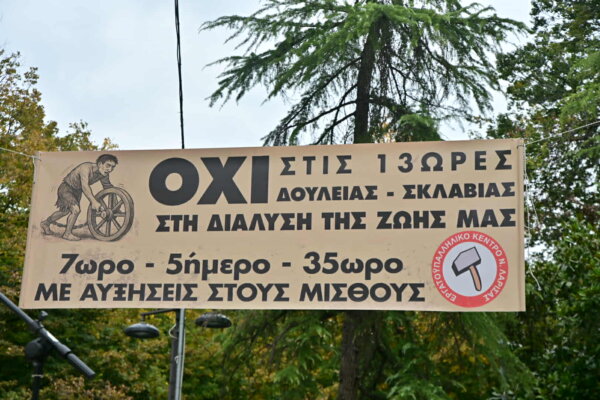 ΟΧΙ ΣΤΙΣ 13ΩΡΕΣ
ΔΟΥΛΕΙΑΣ - ΣΚΛΑΒΙΑΣ
ΣΤΗ ΔΙΑΛΥΣΗ ΤΗΣ ΖΩΗΣ ΜΑΣ
7ωρο - 5ήμερο - 35ωρο
ΜΕ ΑΥΞΗΣΕΙΣ ΣΤΟΥΣ ΜΙΣΘΟΥΣ
ΕΡΓΑΤΟΫΠΑΛΛΗΛΙΚΟ ΚΕΝΤΡΟ Ν. ΛΑΡΙΣΑΣ